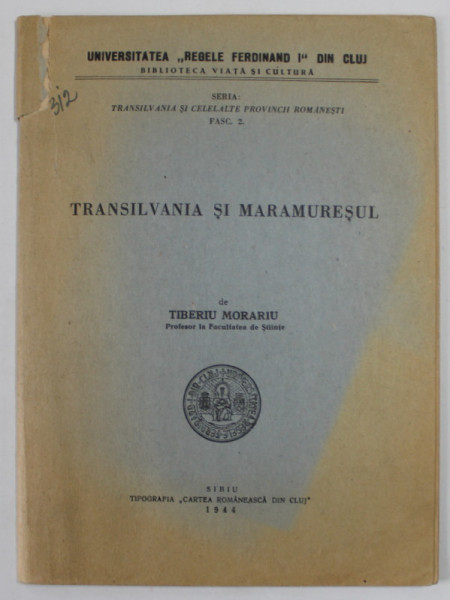 UNIVERSITATEA „REGELE FERDINAND I" DIN CLUJ
BIBLIOTECA VIAȚĂ ȘI CULTURĂ
312
SERIA:
TRANSILVANIA ȘI CELELALTE PROVINCII ROMÂNEȘTI
FASC. 2.
TRANSILVANIA ȘI MARAMUREȘUL
de
TIBERIU MORARIU
Profesor la Facultatea de Științe
SIBIU
TIPOGRAFIA „CARTEA ROMÂNEASCĂ DIN CLUJ"
1944